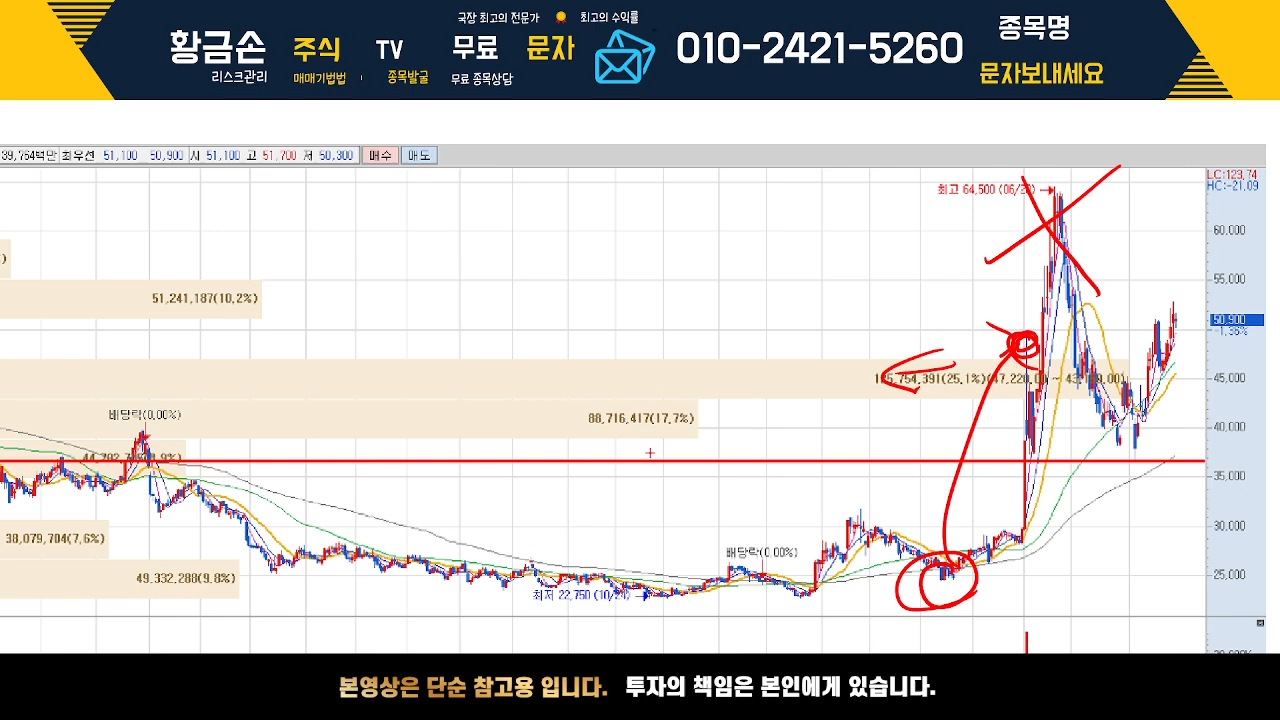 국장 최고의 전문가 최고의 수익률
황금손 주식 TV 무료 문자 010-2421-5260 종목명
리스크관리 매매기법법 종목발굴 무료 종목상담 문자보내세요
39,764백만 최우선 51,100 50,900 시 51,100 고 51,700 저 50,300 매수 매도
LC:123,74
HC:-21,09
최고 64,500
60,000
55,000
51,241,187(10,2%)
50,900
-1,36%
45,000
배당락(0,00%)
88,716,417(17,7%)
40,000
35,000
38,079,704(7,6%)
30,000
배당락(0,00%)
49,332,288(9,8%)
25,000
최저 22,750
본영상은 단순 참고용 입니다. 투자의 책임은 본인에게 있습니다.